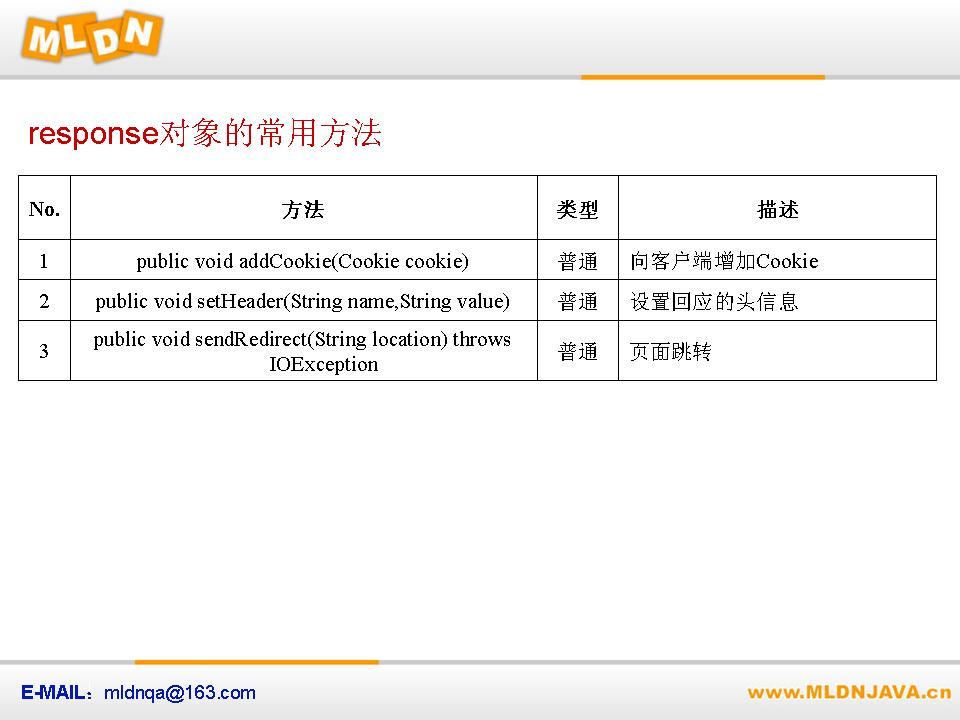 MLDN
response对象的常用方法
No. 方法 类型 描述
1 public void addCookie(Cookie cookie) 普通 向客户端增加Cookie
2 public void setHeader(String name,String value) 普通 设置回应的头信息
3 public void sendRedirect(String location) throws IOException 普通 页面跳转
E-MAIL：mldnqa@163.com
www.MLDNJAVA.cn